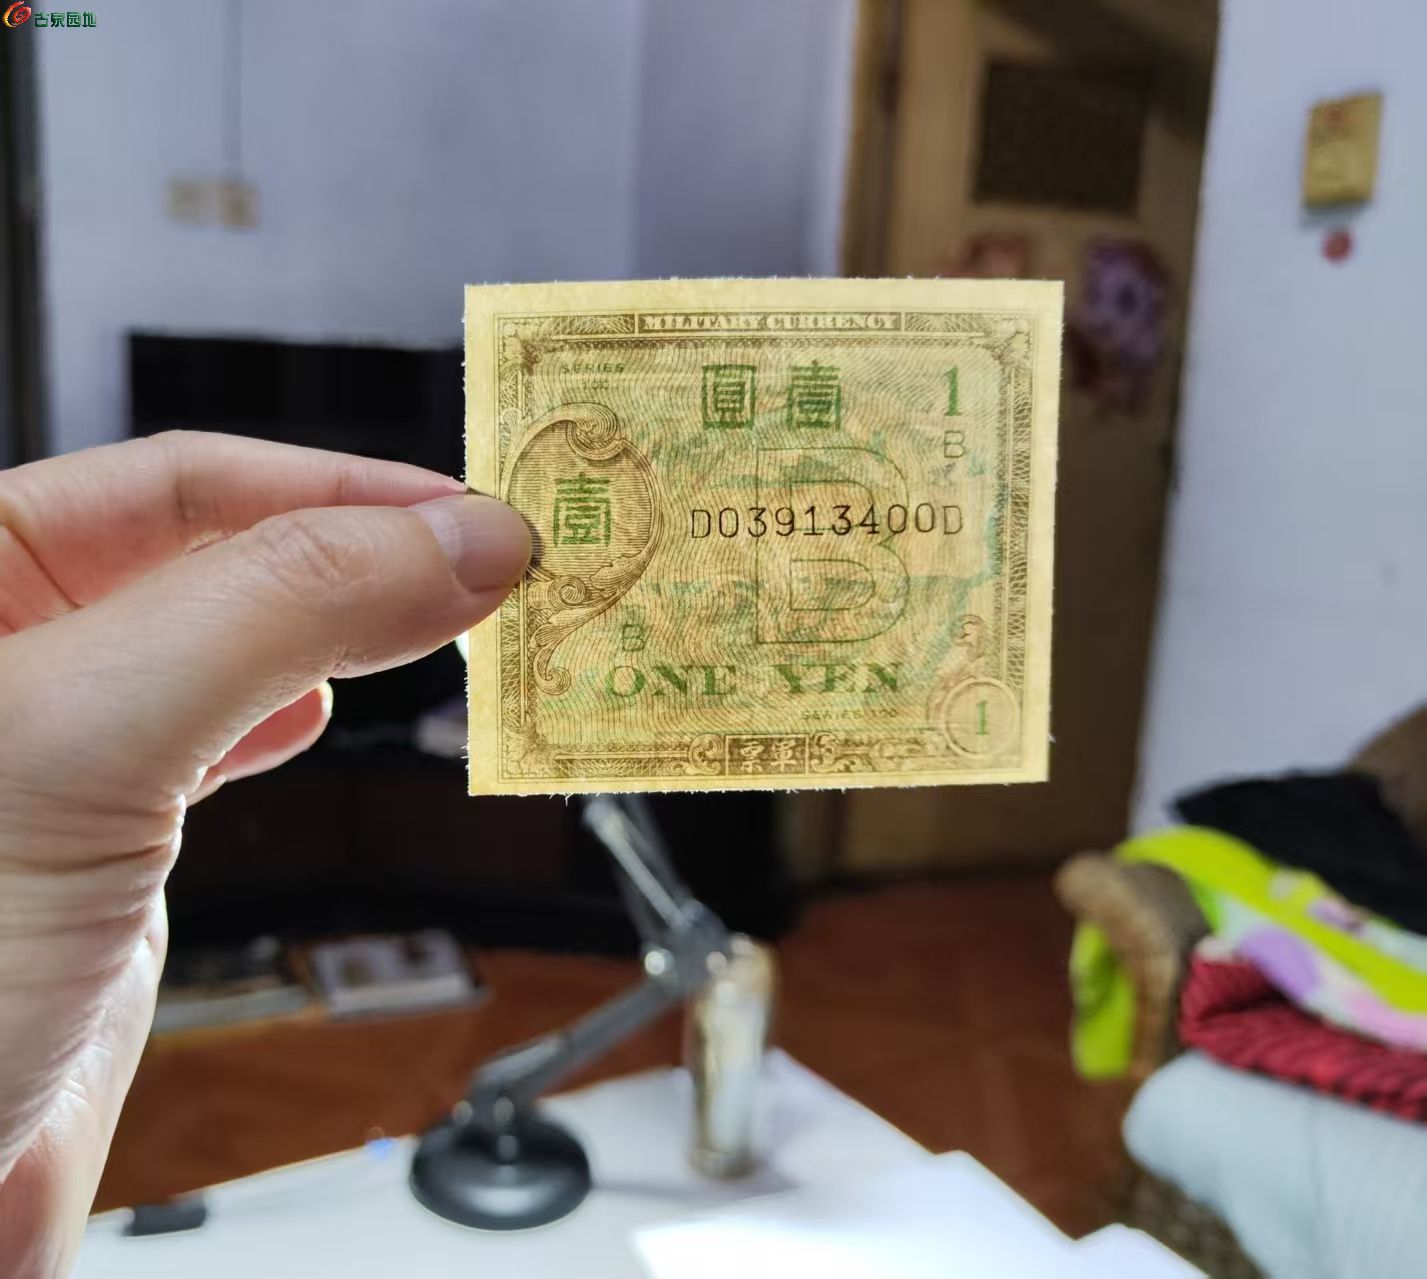 古泉园地
MILITARY CURRENCY
SERIES
100
圓壹
1
B
壹
B
D03913400D
B
ONE YEN
SERIES 100
1
票軍